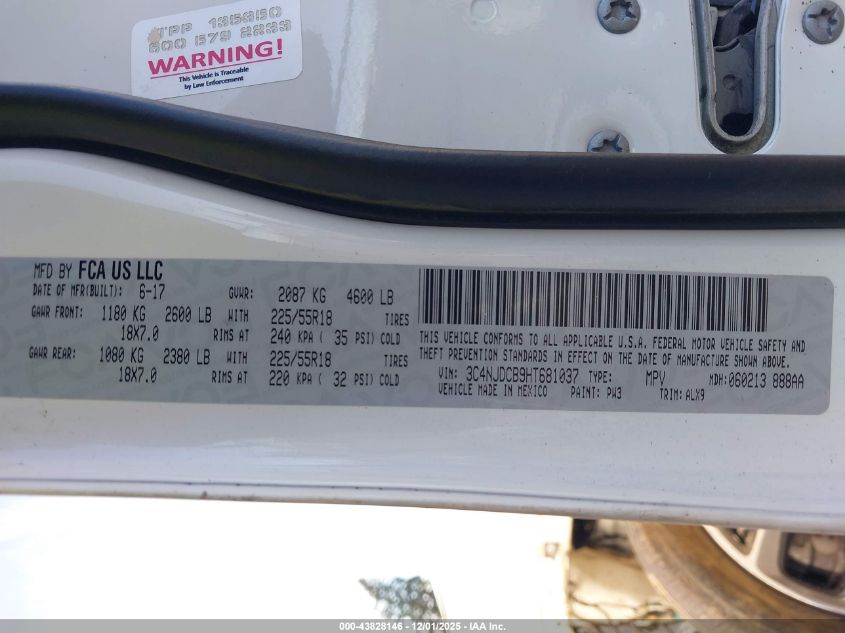 TPP 135850
800 579 2233
WARNING!
This Vehicle is Traceable
by Law Enforcement
MFD BY FCA US LLC
DATE OF MFR(BUILT): 6-17 GVWR: 2087 KG 4600 LB
GAWR FRONT: 1180 KG 2600 LB WITH 225/55R18 TIRES
18X7.0 RIMS AT 240 KPA ( 35 PSI) COLD
GAWR REAR: 1080 KG 2380 LB WITH 225/55R18 TIRES
18X7.0 RIMS AT 220 KPA ( 32 PSI) COLD
THIS VEHICLE CONFORMS TO ALL APPLICABLE U.S.A. FEDERAL MOTOR VEHICLE SAFETY AND
THEFT PREVENTION STANDARDS IN EFFECT ON THE DATE OF MANUFACTURE SHOWN ABOVE.
VIN: 3C4NJDCB9HT681037 TYPE: MPV MDH:060213 888AA
VEHICLE MADE IN MEXICO PAINT: PW3 TRIM: ALX9
000-43828146 - 12/01/2025 - IAA Inc.